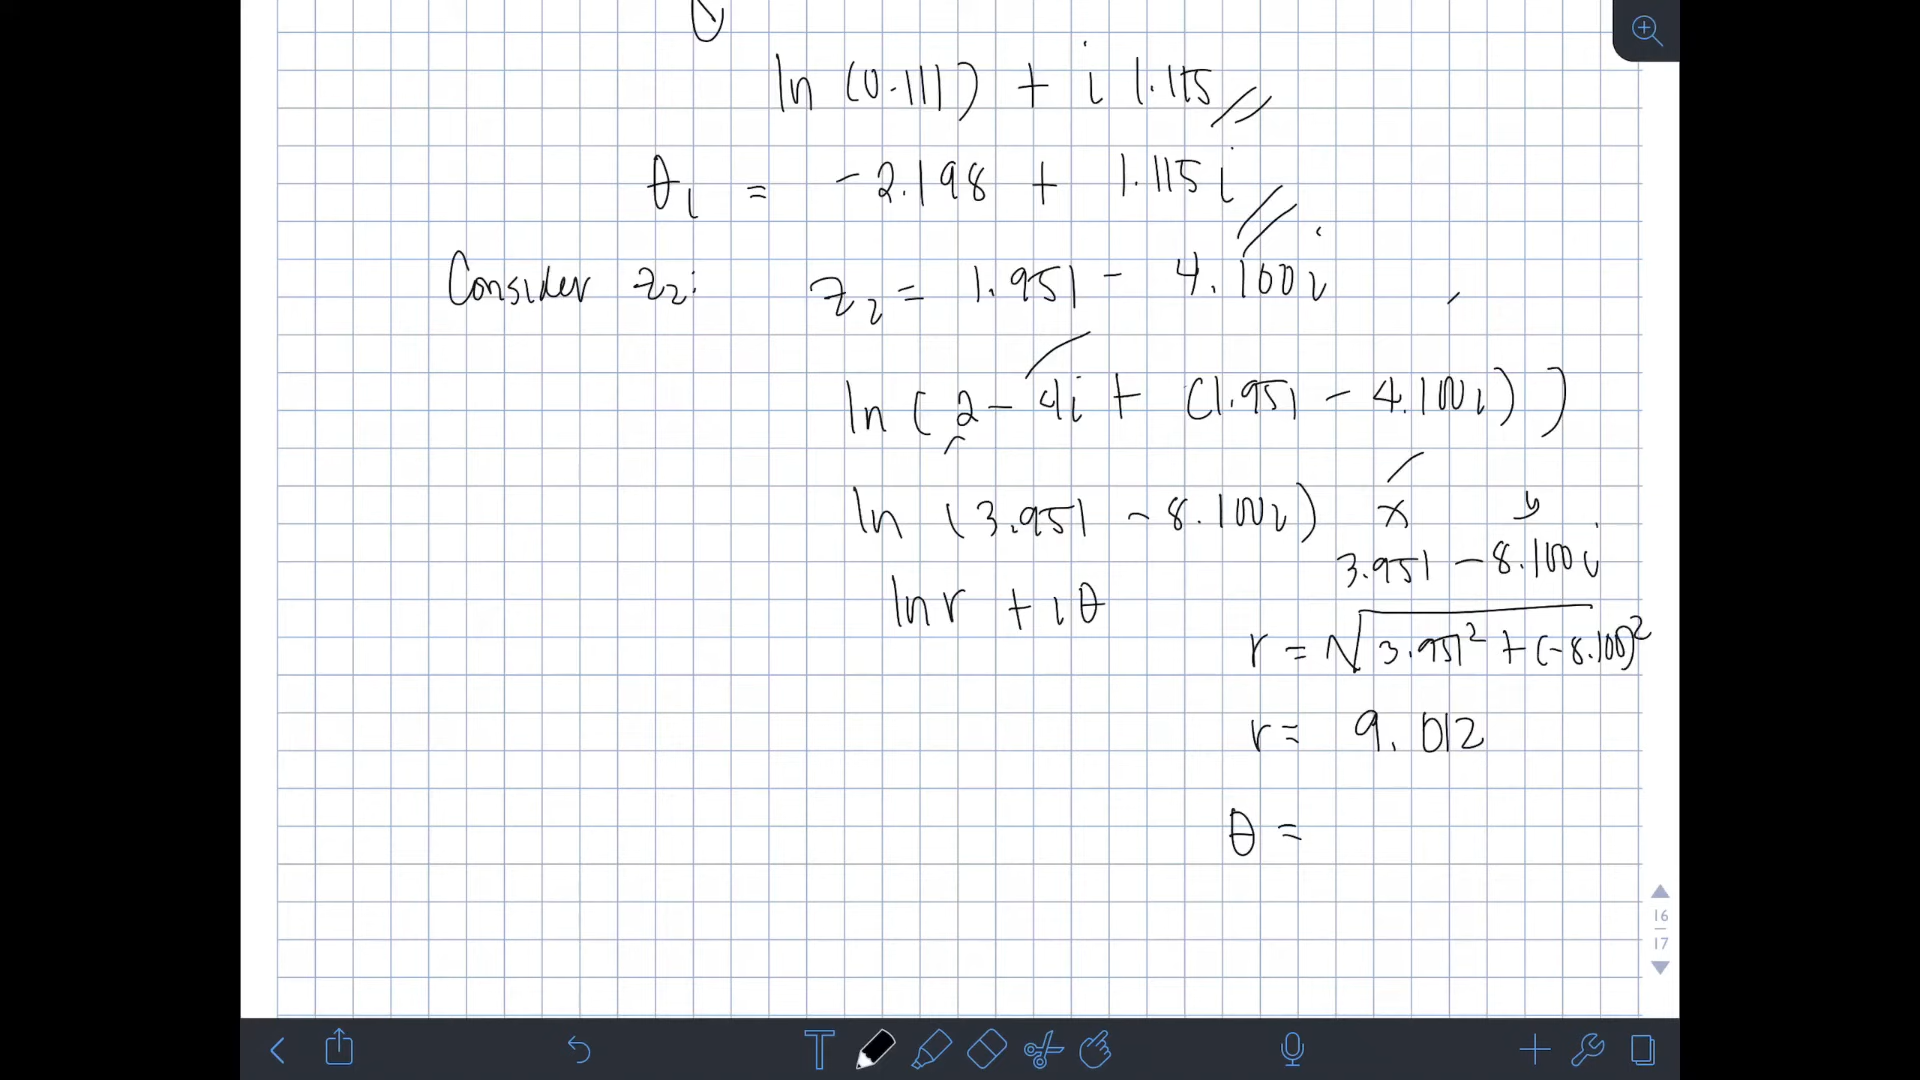 ln (0.111) + i 1.115
θ₁ = -2.198 + 1.115i
Consider z₂: z₂ = 1.951 - 4.100i
ln (2 - 4i + (1.951 - 4.100i))
ln (3.951 - 8.100i) x y
3.951 - 8.100i
ln r + iθ
r = √3.951² + (-8.100)²
r = 9.012
θ =
16
17
T